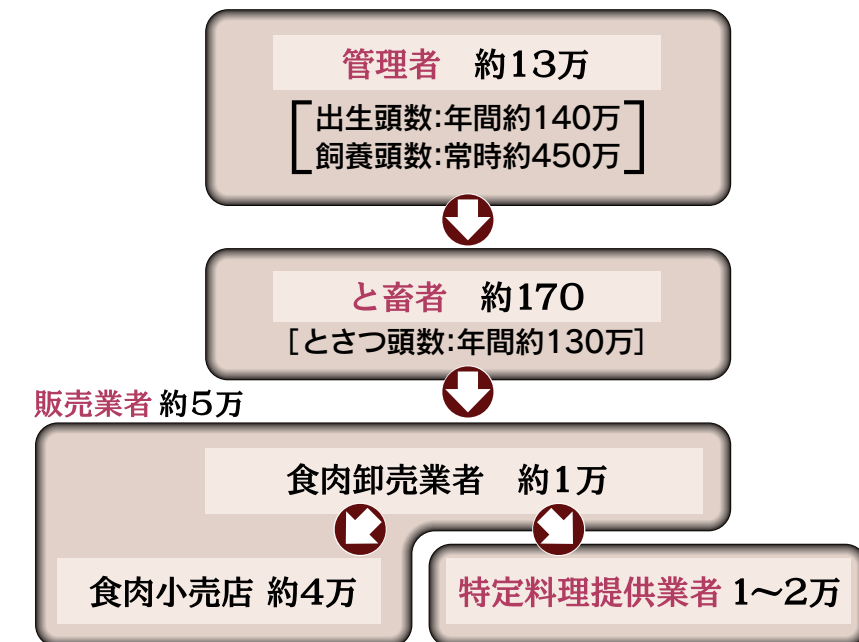 管理者　約13万
出生頭数:年間約140万
飼養頭数:常時約450万
と畜者　約170
[とさつ頭数:年間約130万]
販売業者 約5万
食肉卸売業者　約1万
食肉小売店 約4万
特定料理提供業者 1〜2万